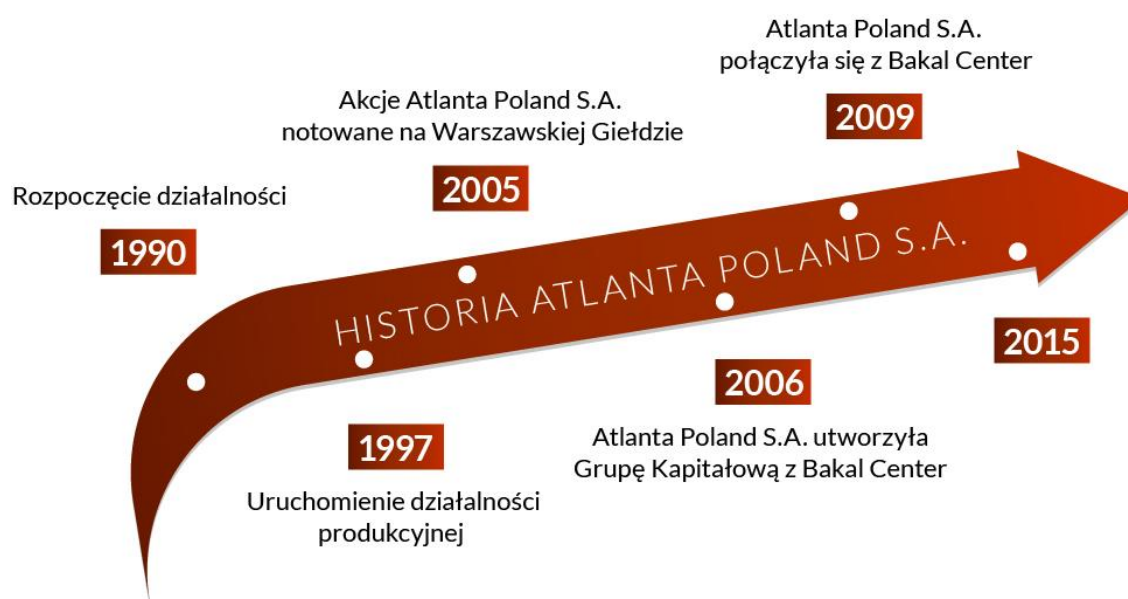 Atlanta Poland S.A.
połączyła się z Bakal Center
2009
Akcje Atlanta Poland S.A.
notowane na Warszawskiej Giełdzie
2005
Rozpoczęcie działalności
1990
HISTORIA ATLANTA POLAND S.A.
2015
2006
Atlanta Poland S.A. utworzyła
Grupę Kapitałową z Bakal Center
1997
Uruchomienie działalności
produkcyjnej